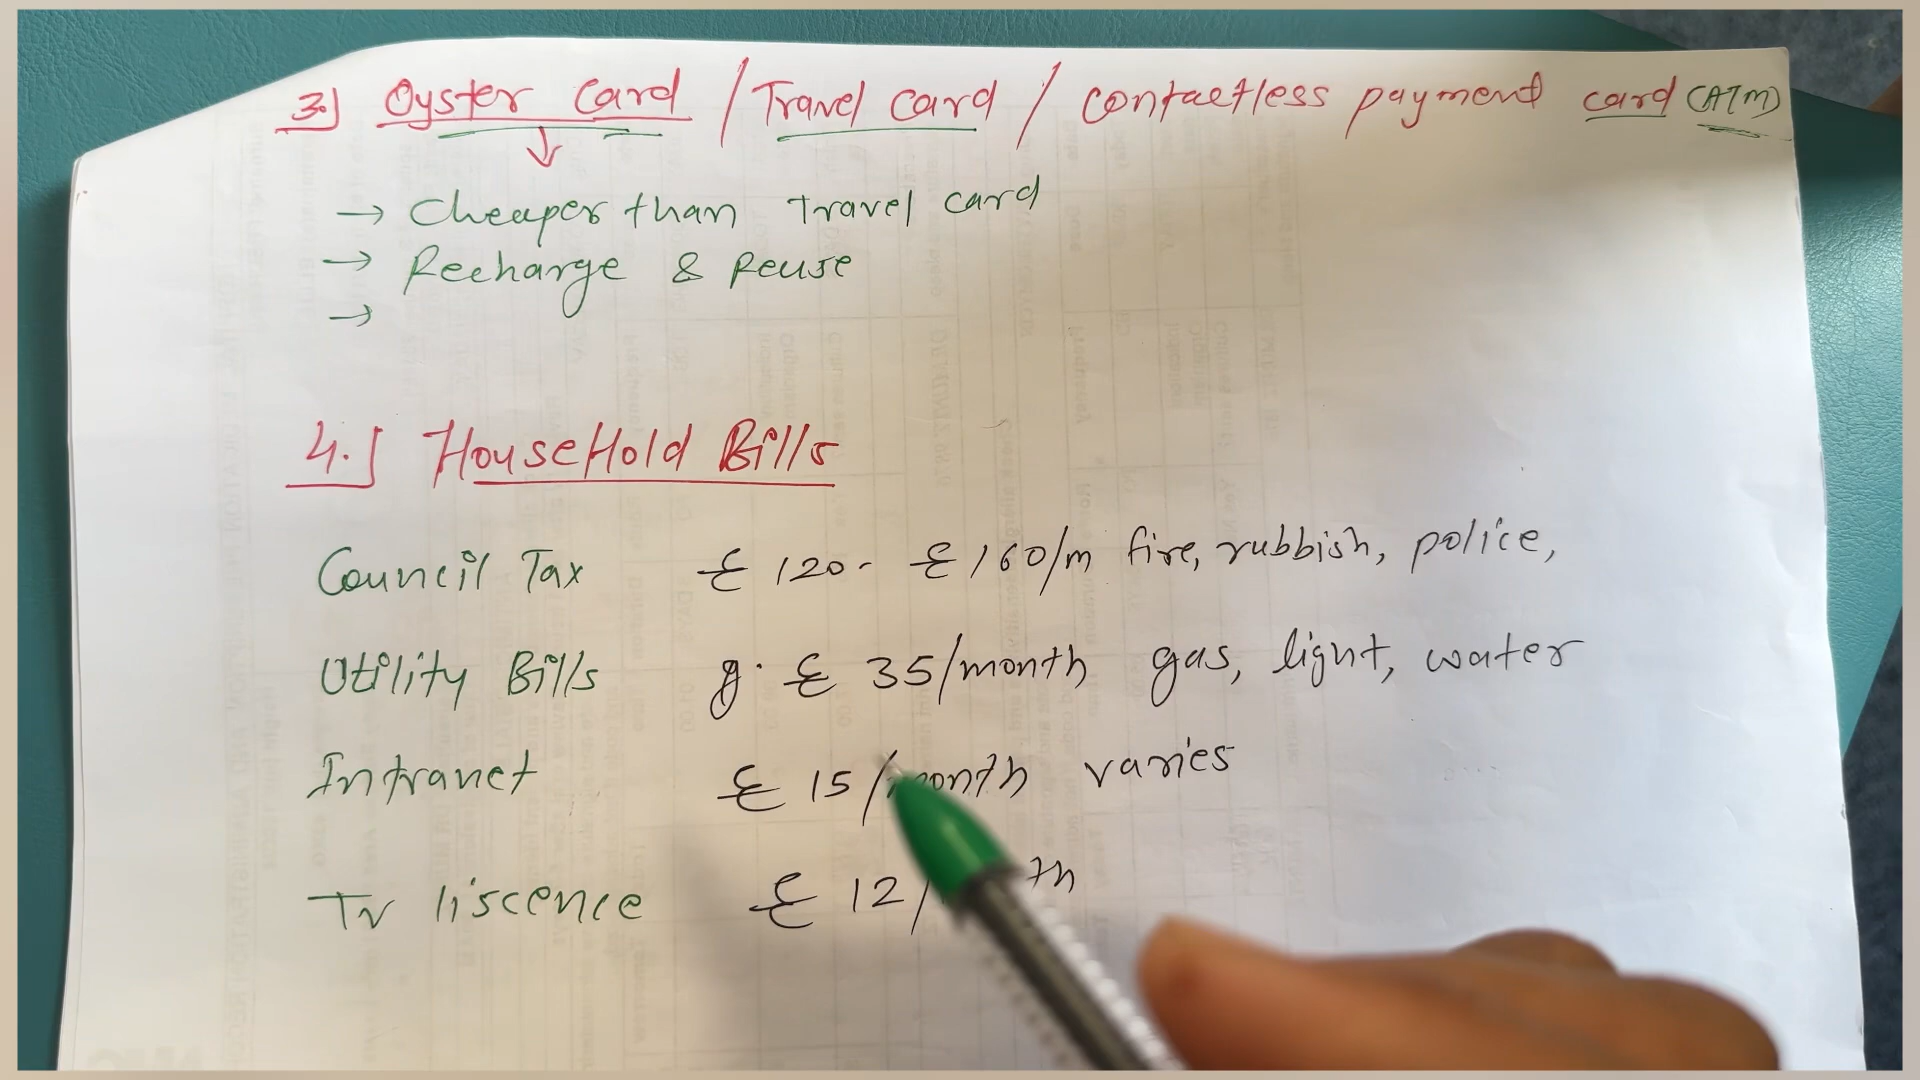 3.] Oyster Card / Travel Card / contactless payment card (ATM)
→ Cheaper than Travel card
→ Recharge & Reuse
→
4.] HouseHold Bills
Council Tax £ 120 - £ 160/m fire, rubbish, police,
Utility Bills g. £ 35/month gas, light, water
Intranet £ 15/month varies
TV liscence £ 12/ th